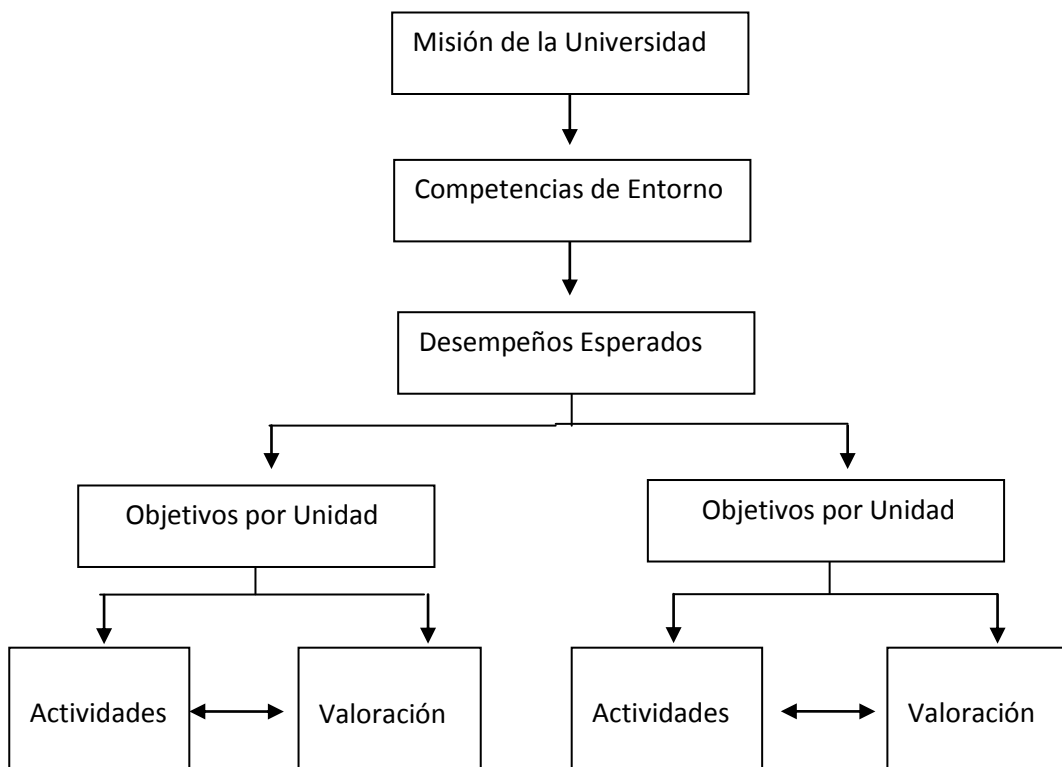 Misión de la Universidad
Competencias de Entorno
Desempeños Esperados
Objetivos por Unidad
Objetivos por Unidad
Actividades
Valoración
Actividades
Valoración